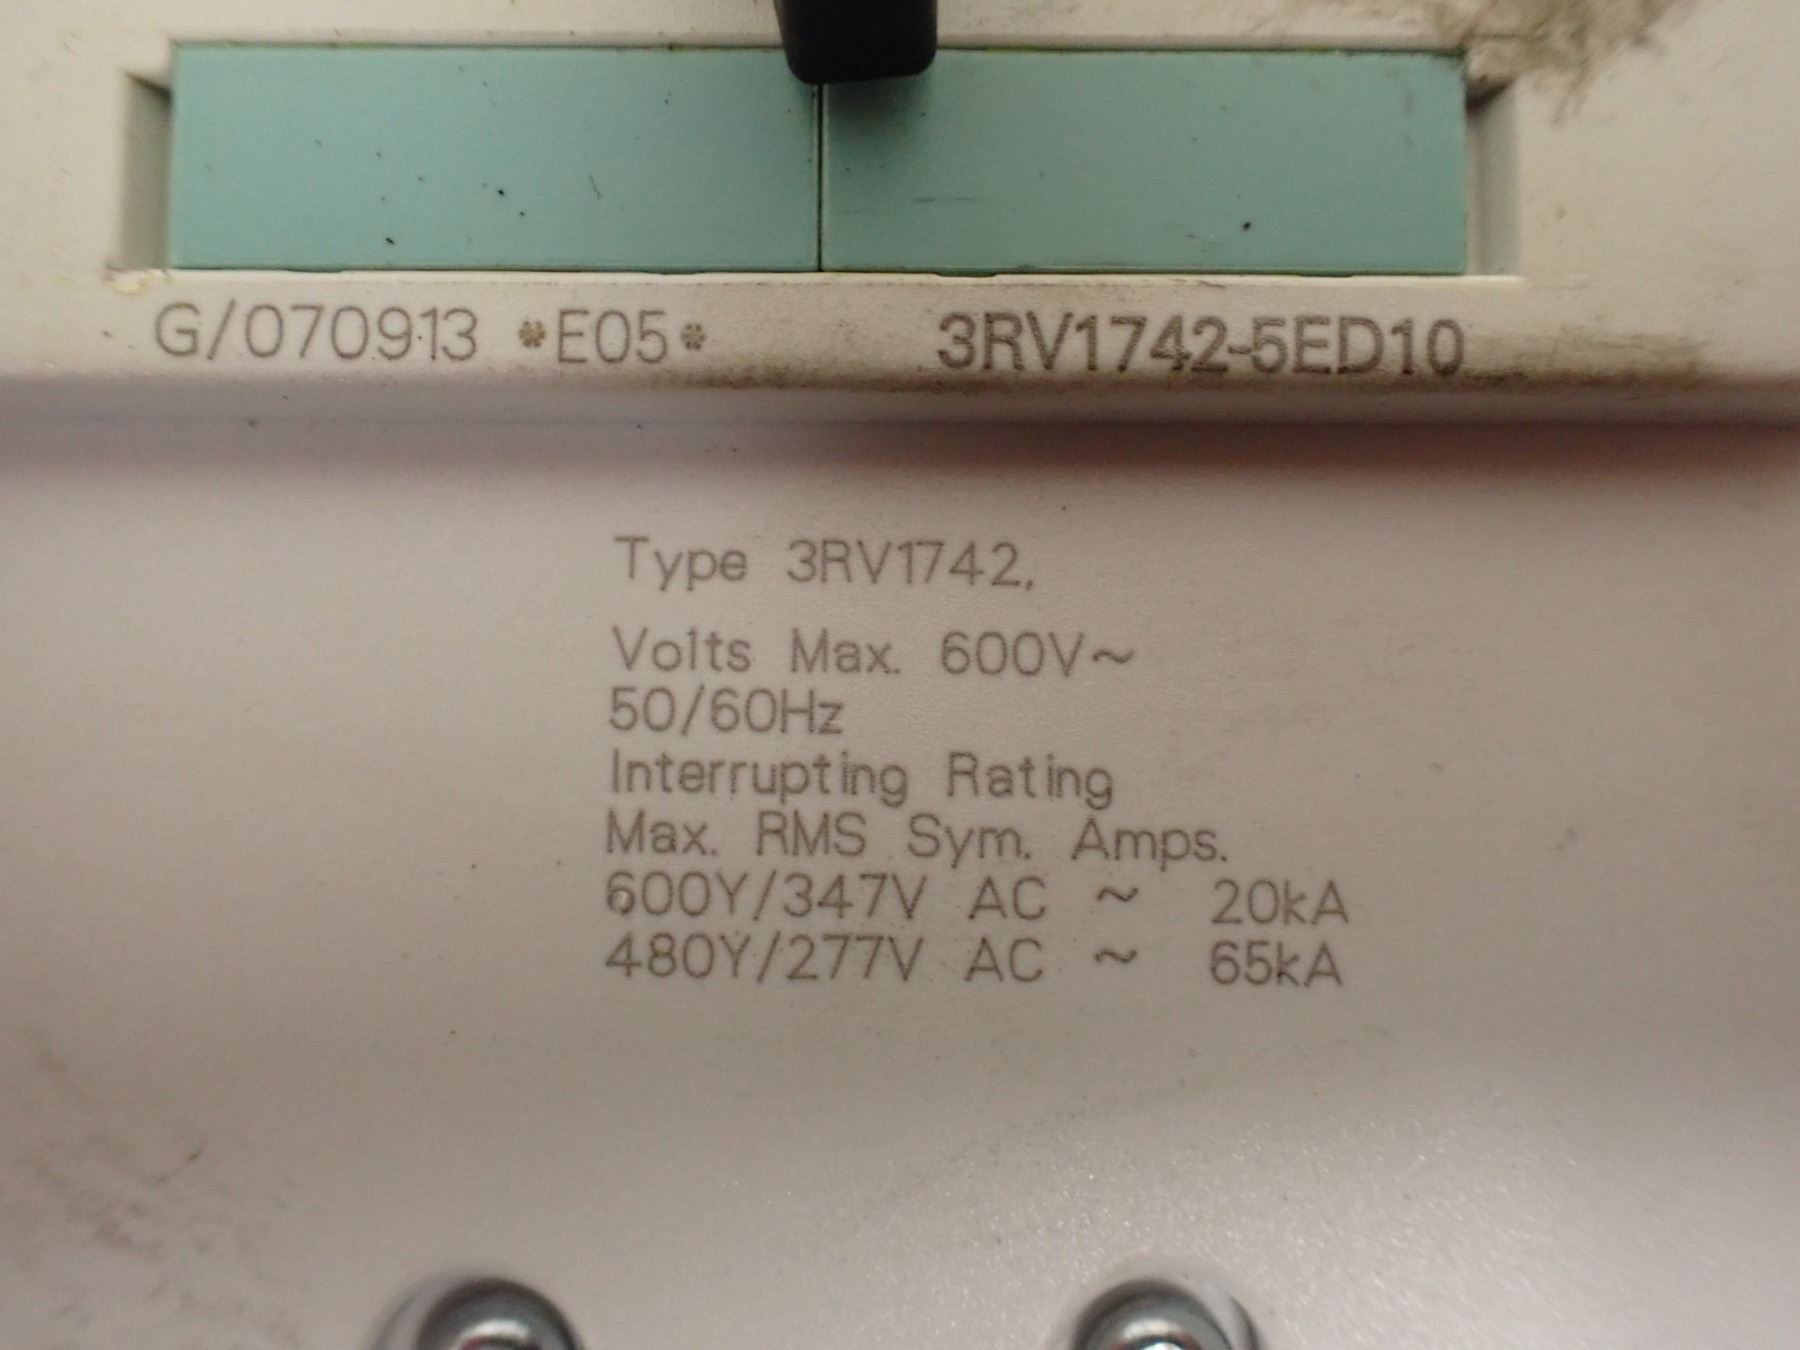 G/070913 *E05* 3RV1742-5ED10
Type 3RV1742.
Volts Max. 600V~
50/60Hz
Interrupting Rating
Max. RMS Sym. Amps.
600Y/347V AC ~ 20kA
480Y/277V AC ~ 65kA